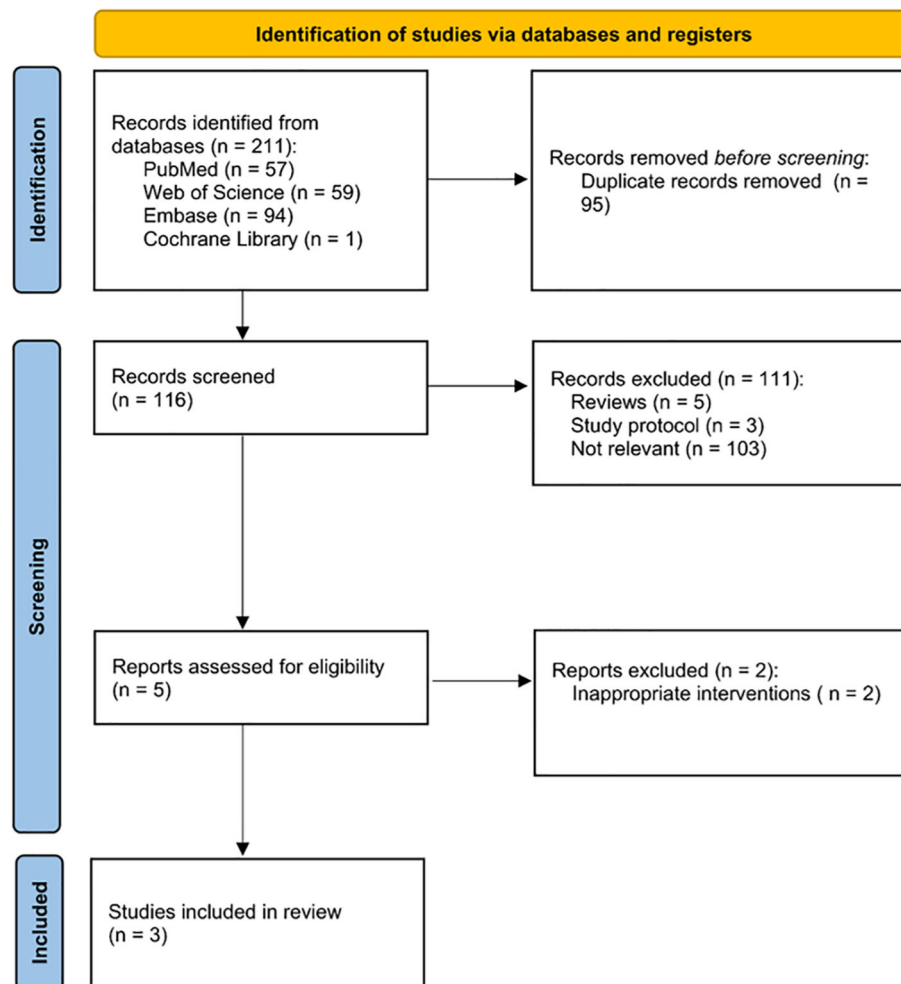 Identification of studies via databases and registers
Identification
Records identified from
databases (n = 211):
PubMed (n = 57)
Web of Science (n = 59)
Embase (n = 94)
Cochrane Library (n = 1)
Records removed before screening:
Duplicate records removed (n =
95)
Screening
Records screened
(n = 116)
Records excluded (n = 111):
Reviews (n = 5)
Study protocol (n = 3)
Not relevant (n = 103)
Reports assessed for eligibility
(n = 5)
Reports excluded (n = 2):
Inappropriate interventions ( n = 2)
Included
Studies included in review
(n = 3)